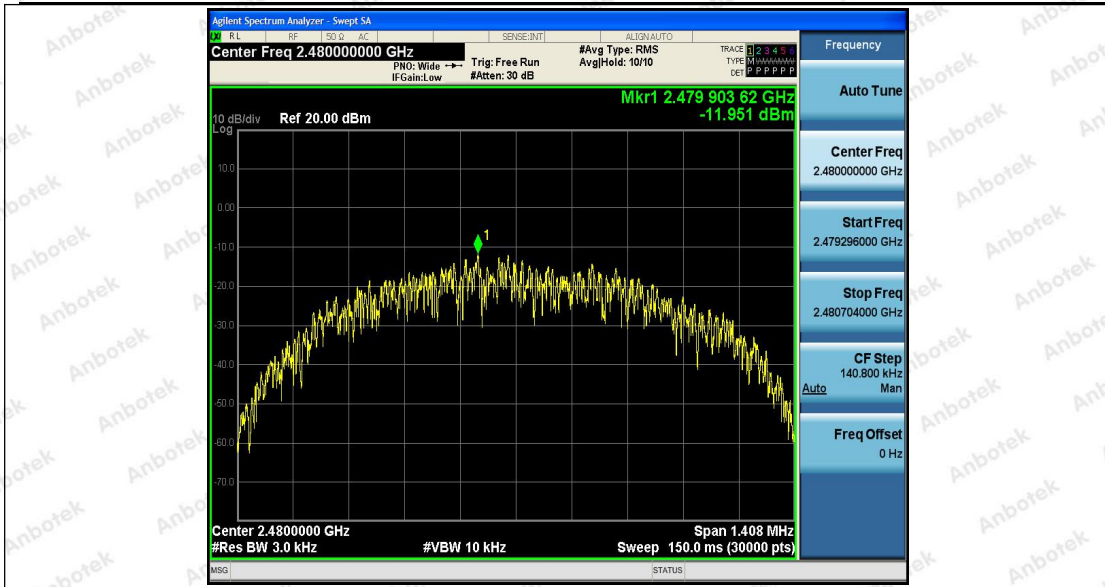 Agilent Spectrum Analyzer - Swept SA
RL RF 50 Ω AC SENSE:INT ALIGN AUTO
Center Freq 2.480000000 GHz
PNO: Wide
IFGain:Low
Trig: Free Run
#Atten: 30 dB
#Avg Type: RMS
Avg|Hold: 10/10
TRACE 1 2 3 4 5 6
TYPE M
DET P P P P P P
Mkr1 2.479 903 62 GHz
-11.951 dBm
10 dB/div Ref 20.00 dBm
Log
10.0
0.00
-10.0
-20.0
-30.0
-40.0
-50.0
-60.0
-70.0
1
Center 2.4800000 GHz Span 1.408 MHz
#Res BW 3.0 kHz #VBW 10 kHz Sweep 150.0 ms (30000 pts)
MSG STATUS
Frequency
Auto Tune
Center Freq
2.480000000 GHz
Start Freq
2.479296000 GHz
Stop Freq
2.480704000 GHz
CF Step
140.800 kHz
Auto Man
Freq Offset
0 Hz
Anbotek